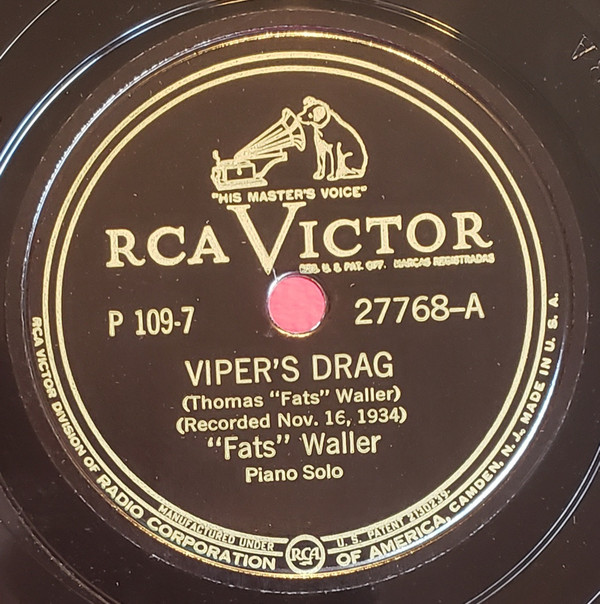 "HIS MASTER'S VOICE"
RCA VICTOR
REG. U. S. PAT. OFF. MARCAS REGISTRADAS
P 109-7
27768-A
VIPER'S DRAG
(Thomas "Fats" Waller)
(Recorded Nov. 16, 1934)
"Fats" Waller
Piano Solo
MANUFACTURED UNDER U. S. PATENT 2130239.
RCA VICTOR DIVISION OF RADIO CORPORATION RCA OF AMERICA, CAMDEN, N. J., MADE IN U. S. A.